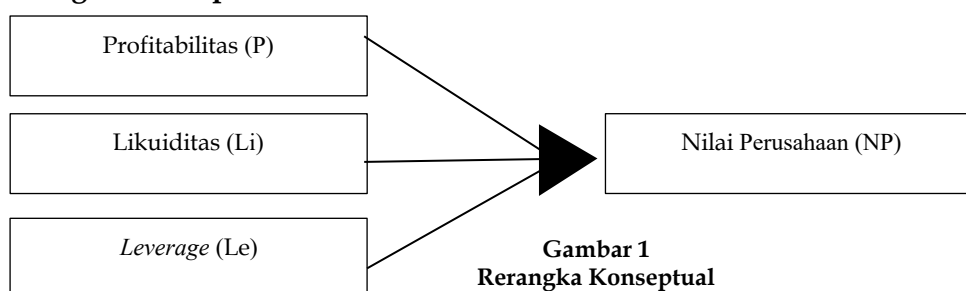 Profitabilitas (P)
Likuiditas (Li)
Nilai Perusahaan (NP)
Leverage (Le)
Gambar 1
Rerangka Konseptual